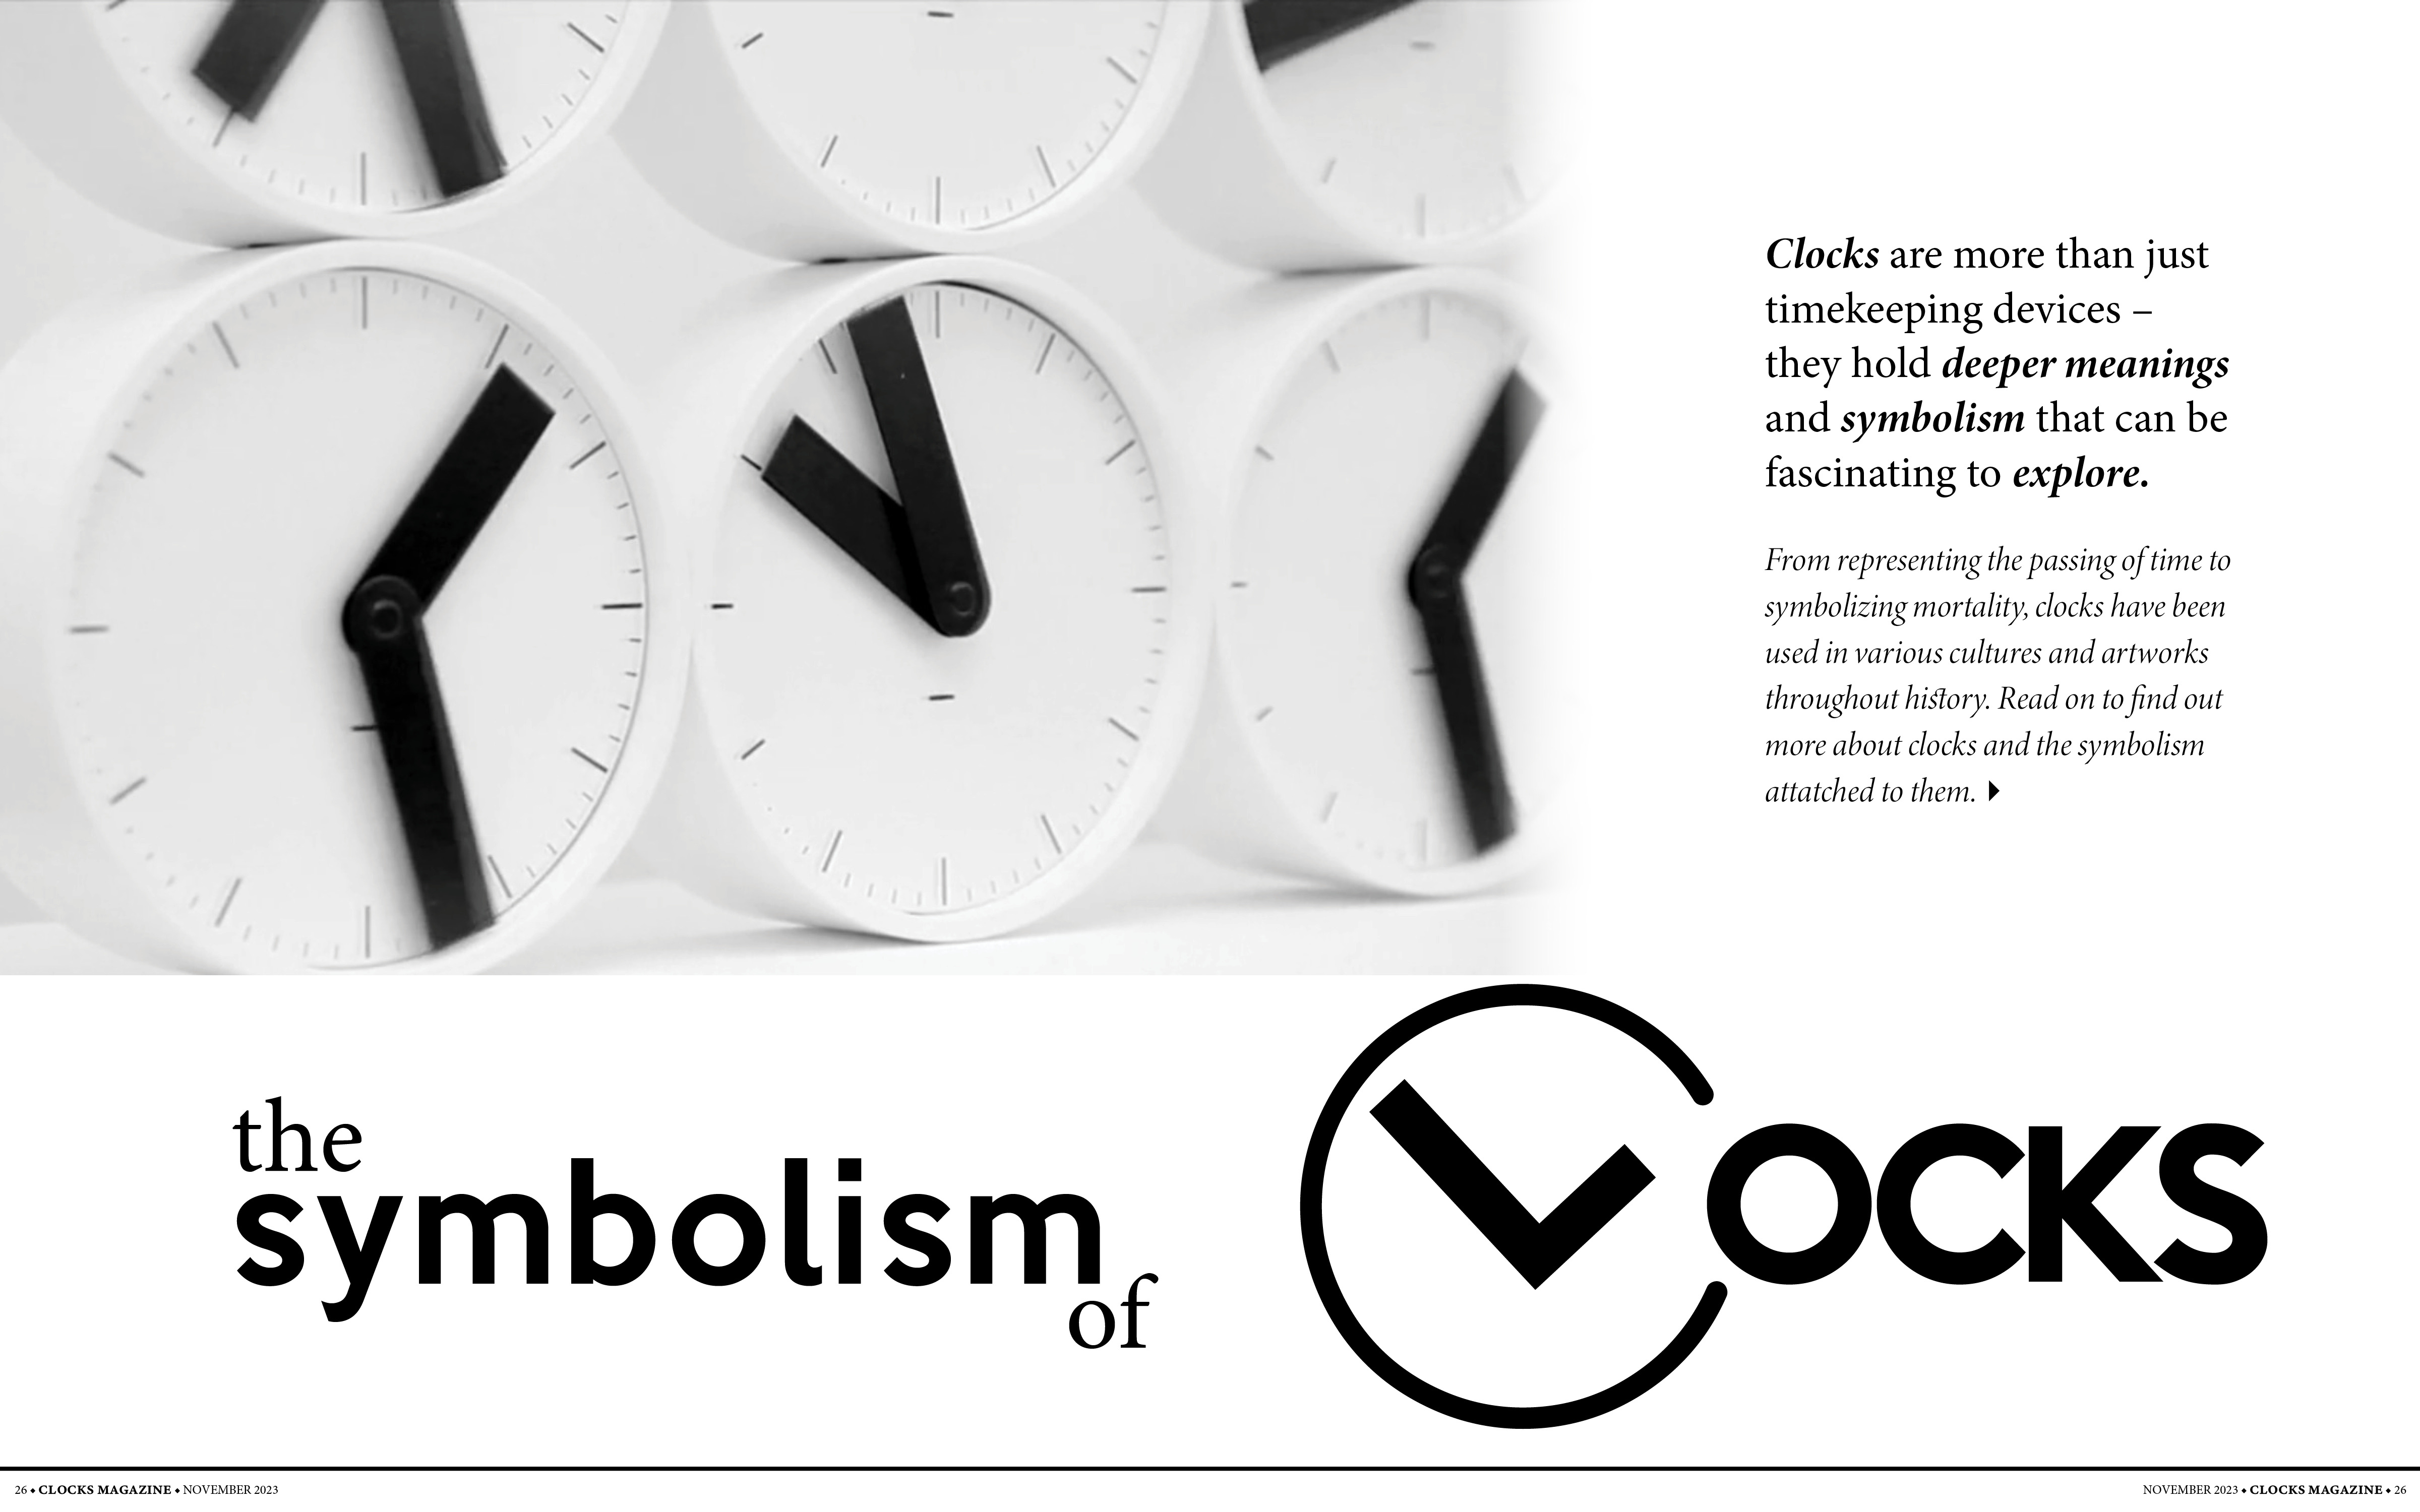 Clocks are more than just
timekeeping devices –
they hold deeper meanings
and symbolism that can be
fascinating to explore.
From representing the passing of time to
symbolizing mortality, clocks have been
used in various cultures and artworks
throughout history. Read on to find out
more about clocks and the symbolism
attatched to them.
the
symbolism
of
CLOCKS
26 ◆ CLOCKS MAGAZINE ◆ NOVEMBER 2023
NOVEMBER 2023 ◆ CLOCKS MAGAZINE ◆ 26